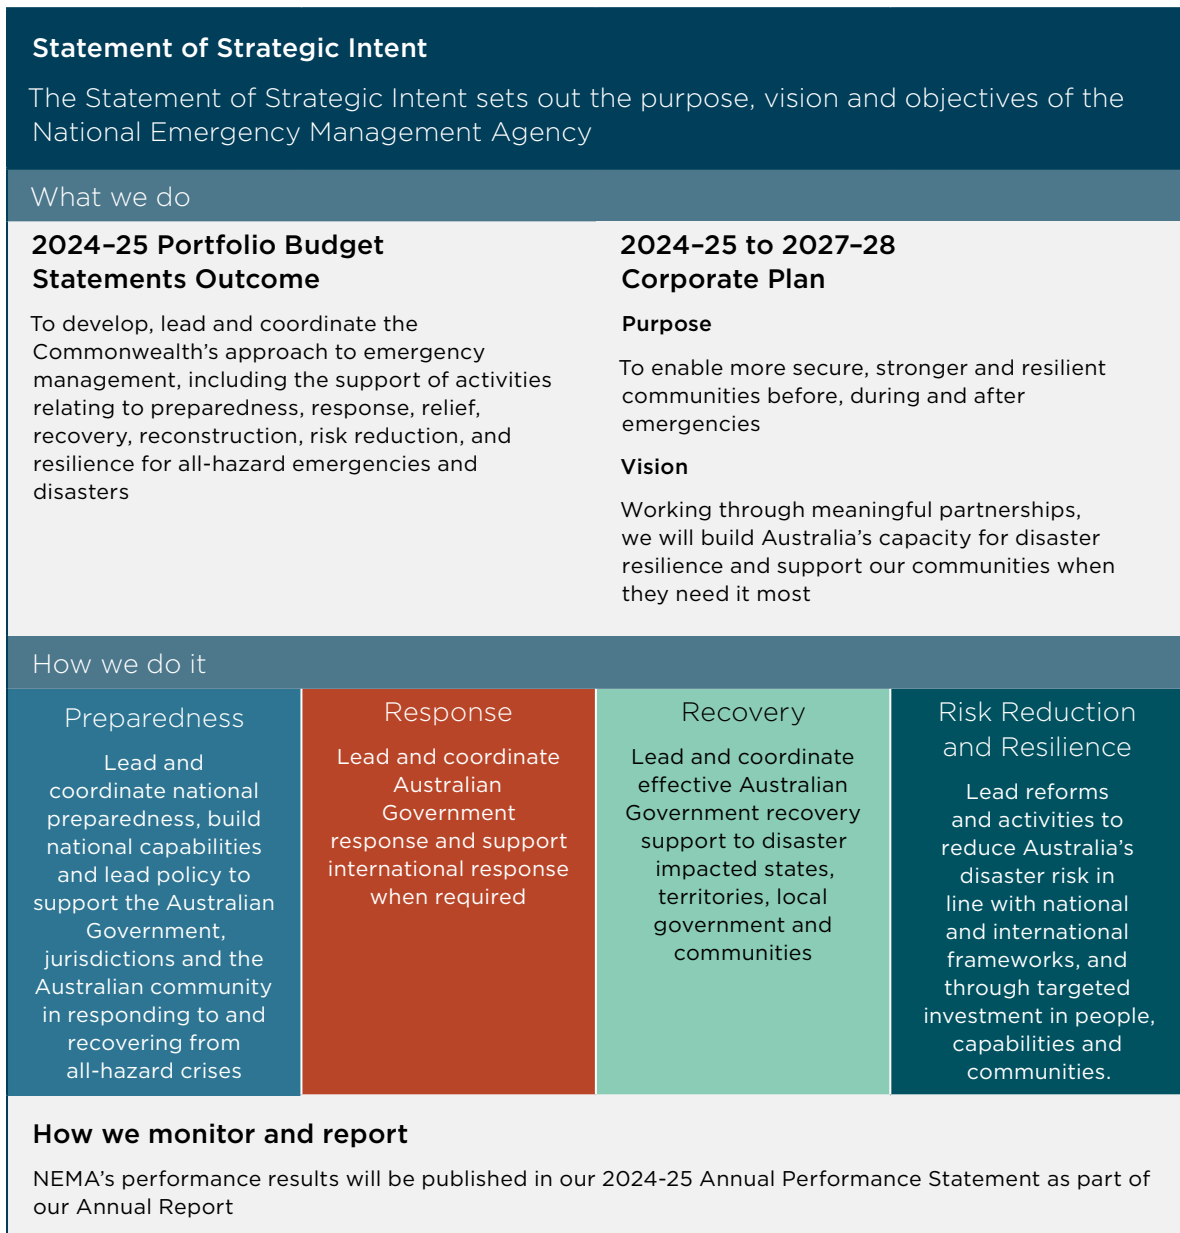 Statement of Strategic Intent
The Statement of Strategic Intent sets out the purpose, vision and objectives of the
National Emergency Management Agency
What we do
2024–25 Portfolio Budget
Statements Outcome
To develop, lead and coordinate the
Commonwealth’s approach to emergency
management, including the support of activities
relating to preparedness, response, relief,
recovery, reconstruction, risk reduction, and
resilience for all-hazard emergencies and
disasters
2024–25 to 2027–28
Corporate Plan
Purpose
To enable more secure, stronger and resilient
communities before, during and after
emergencies
Vision
Working through meaningful partnerships,
we will build Australia’s capacity for disaster
resilience and support our communities when
they need it most
How we do it
Preparedness
Lead and
coordinate national
preparedness, build
national capabilities
and lead policy to
support the Australian
Government,
jurisdictions and the
Australian community
in responding to and
recovering from
all-hazard crises
Response
Lead and coordinate
Australian
Government
response and support
international response
when required
Recovery
Lead and coordinate
effective Australian
Government recovery
support to disaster
impacted states,
territories, local
government and
communities
Risk Reduction
and Resilience
Lead reforms
and activities to
reduce Australia’s
disaster risk in
line with national
and international
frameworks, and
through targeted
investment in people,
capabilities and
communities.
How we monitor and report
NEMA’s performance results will be published in our 2024-25 Annual Performance Statement as part of
our Annual Report